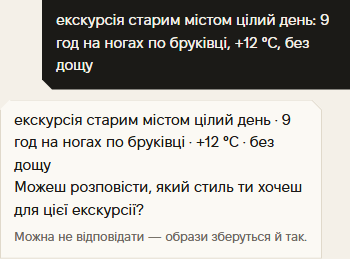 екскурсія старим містом цілий день: 9
год на ногах по бруківці, +12 °C, без
дощу
екскурсія старим містом цілий день · 9
год на ногах по бруківці · +12 °C · без
дощу
Можеш розповісти, який стиль ти хочеш
для цієї екскурсії?
Можна не відповідати — образи зберуться й так.